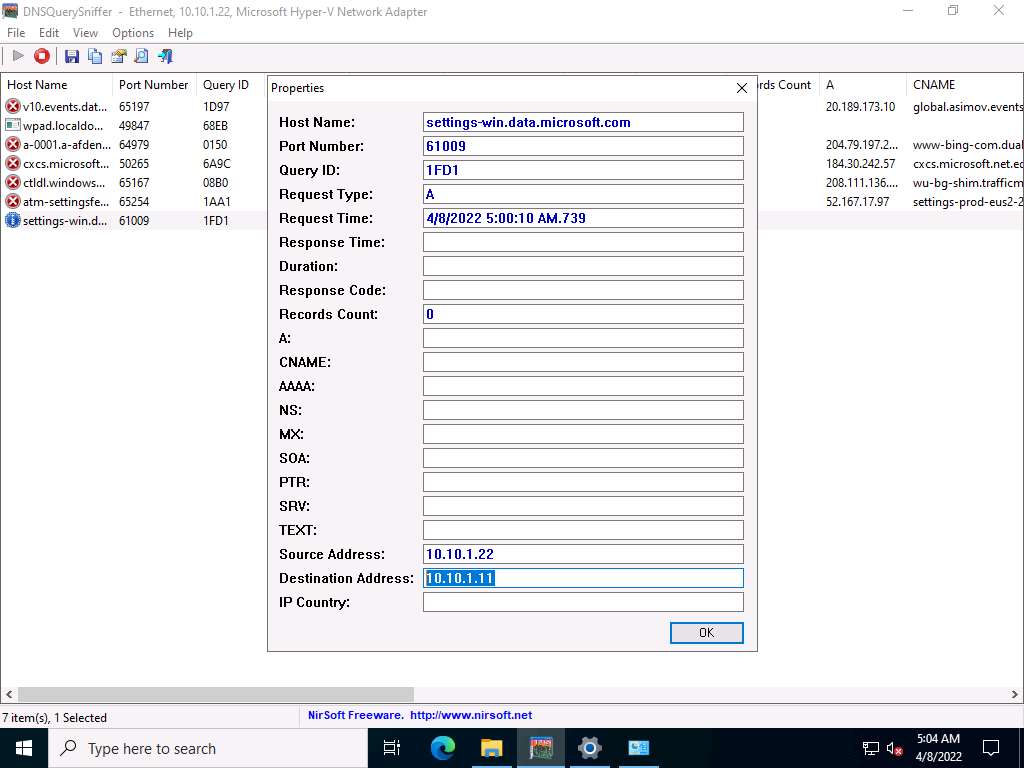 DNSQuerySniffer - Ethernet, 10.10.1.22, Microsoft Hyper-V Network Adapter
File Edit View Options Help
Host Name Port Number Query ID rds Count A CNAME
v10.events.dat... 65197 1D97 20.189.173.10 global.asimov.events
wpad.localdo... 49847 68EB
a-0001.a-afden... 64979 0150 204.79.197.2... www-bing-com.dual
cxcs.microsoft... 50265 6A9C 184.30.242.57 cxcs.microsoft.net.ed
ctldl.windows... 65167 08B0 208.111.136.... wu-bg-shim.trafficm
atm-settingsfe... 65254 1AA1 52.167.17.97 settings-prod-eus2-2
settings-win.d... 61009 1FD1
Properties
Host Name: settings-win.data.microsoft.com
Port Number: 61009
Query ID: 1FD1
Request Type: A
Request Time: 4/8/2022 5:00:10 AM.739
Response Time:
Duration:
Response Code:
Records Count: 0
A:
CNAME:
AAAA:
NS:
MX:
SOA:
PTR:
SRV:
TEXT:
Source Address: 10.10.1.22
Destination Address: 10.10.1.11
IP Country:
OK
7 item(s), 1 Selected
NirSoft Freeware. http://www.nirsoft.net
Type here to search
5:04 AM
4/8/2022